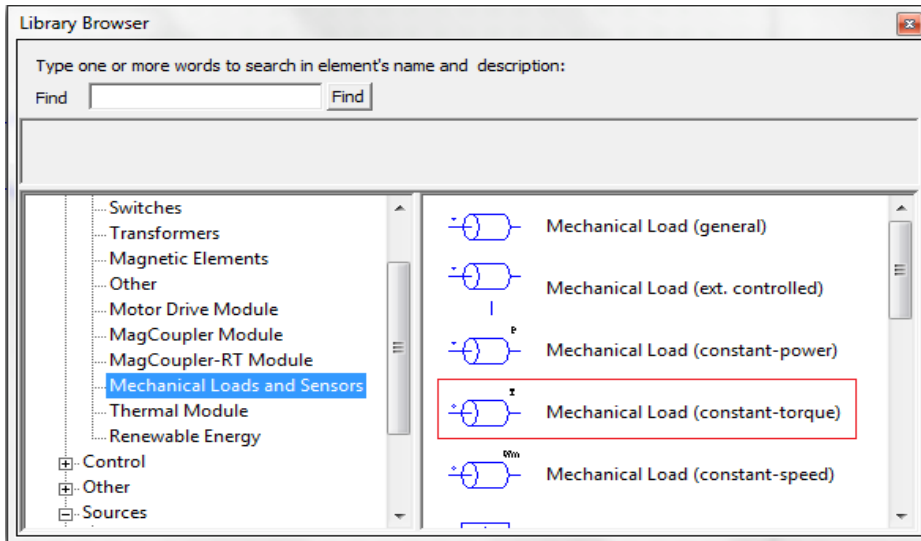 Library Browser
Type one or more words to search in element's name and description:
Find
Find
Switches
Transformers
Magnetic Elements
Other
Motor Drive Module
MagCoupler Module
MagCoupler-RT Module
Mechanical Loads and Sensors
Thermal Module
Renewable Energy
Control
Other
Sources
Mechanical Load (general)
Mechanical Load (ext. controlled)
P
Mechanical Load (constant-power)
T
Mechanical Load (constant-torque)
Wm
Mechanical Load (constant-speed)